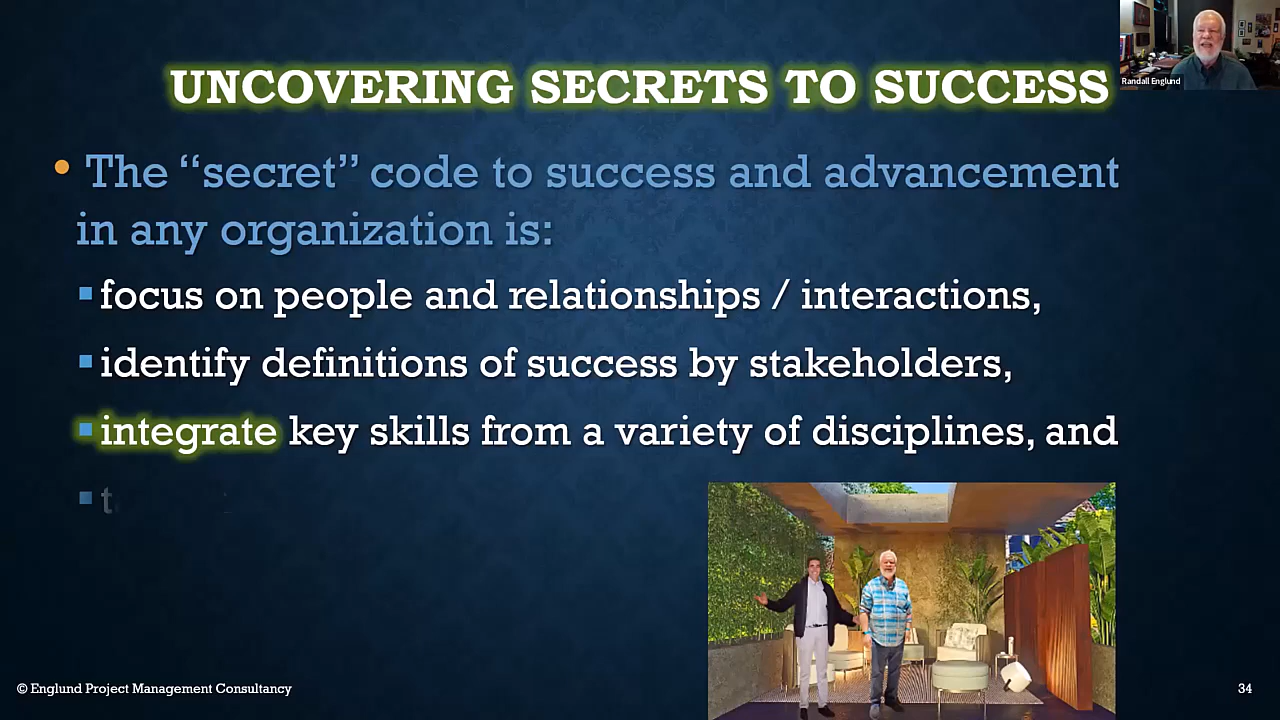 Randall Englund
UNCOVERING SECRETS TO SUCCESS
• The “secret” code to success and advancement
in any organization is:
▪ focus on people and relationships / interactions,
▪ identify definitions of success by stakeholders,
▪ integrate key skills from a variety of disciplines, and
© Englund Project Management Consultancy
34